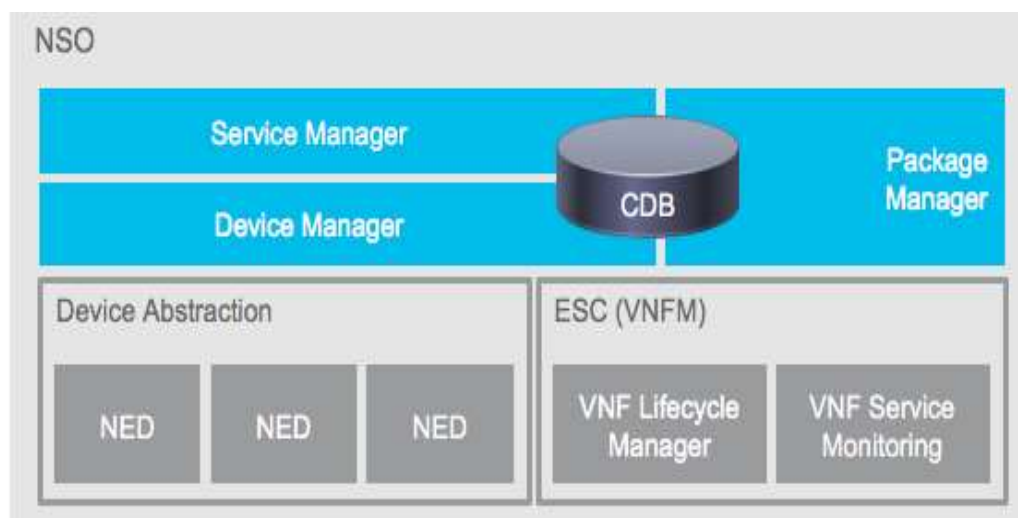 NSO
Service Manager
Package
Manager
CDB
Device Manager
Device Abstraction
ESC (VNFM)
NED
NED
NED
VNF Lifecycle
Manager
VNF Service
Monitoring